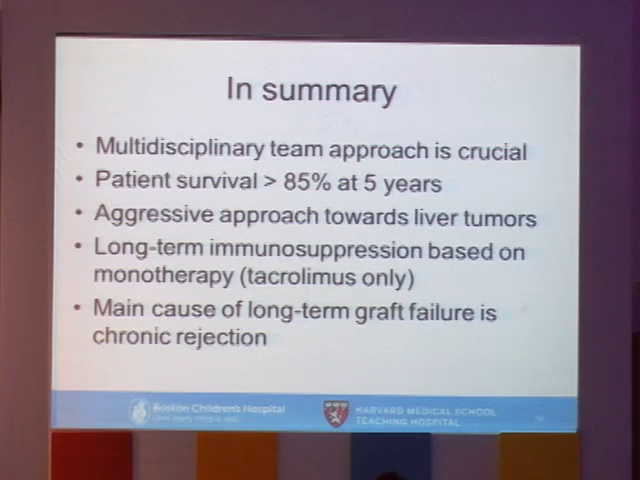 In summary
• Multidisciplinary team approach is crucial
• Patient survival > 85% at 5 years
• Aggressive approach towards liver tumors
• Long-term immunosuppression based on
monotherapy (tacrolimus only)
• Main cause of long-term graft failure is
chronic rejection
Boston Children's Hospital
HARVARD MEDICAL SCHOOL
TEACHING HOSPITAL